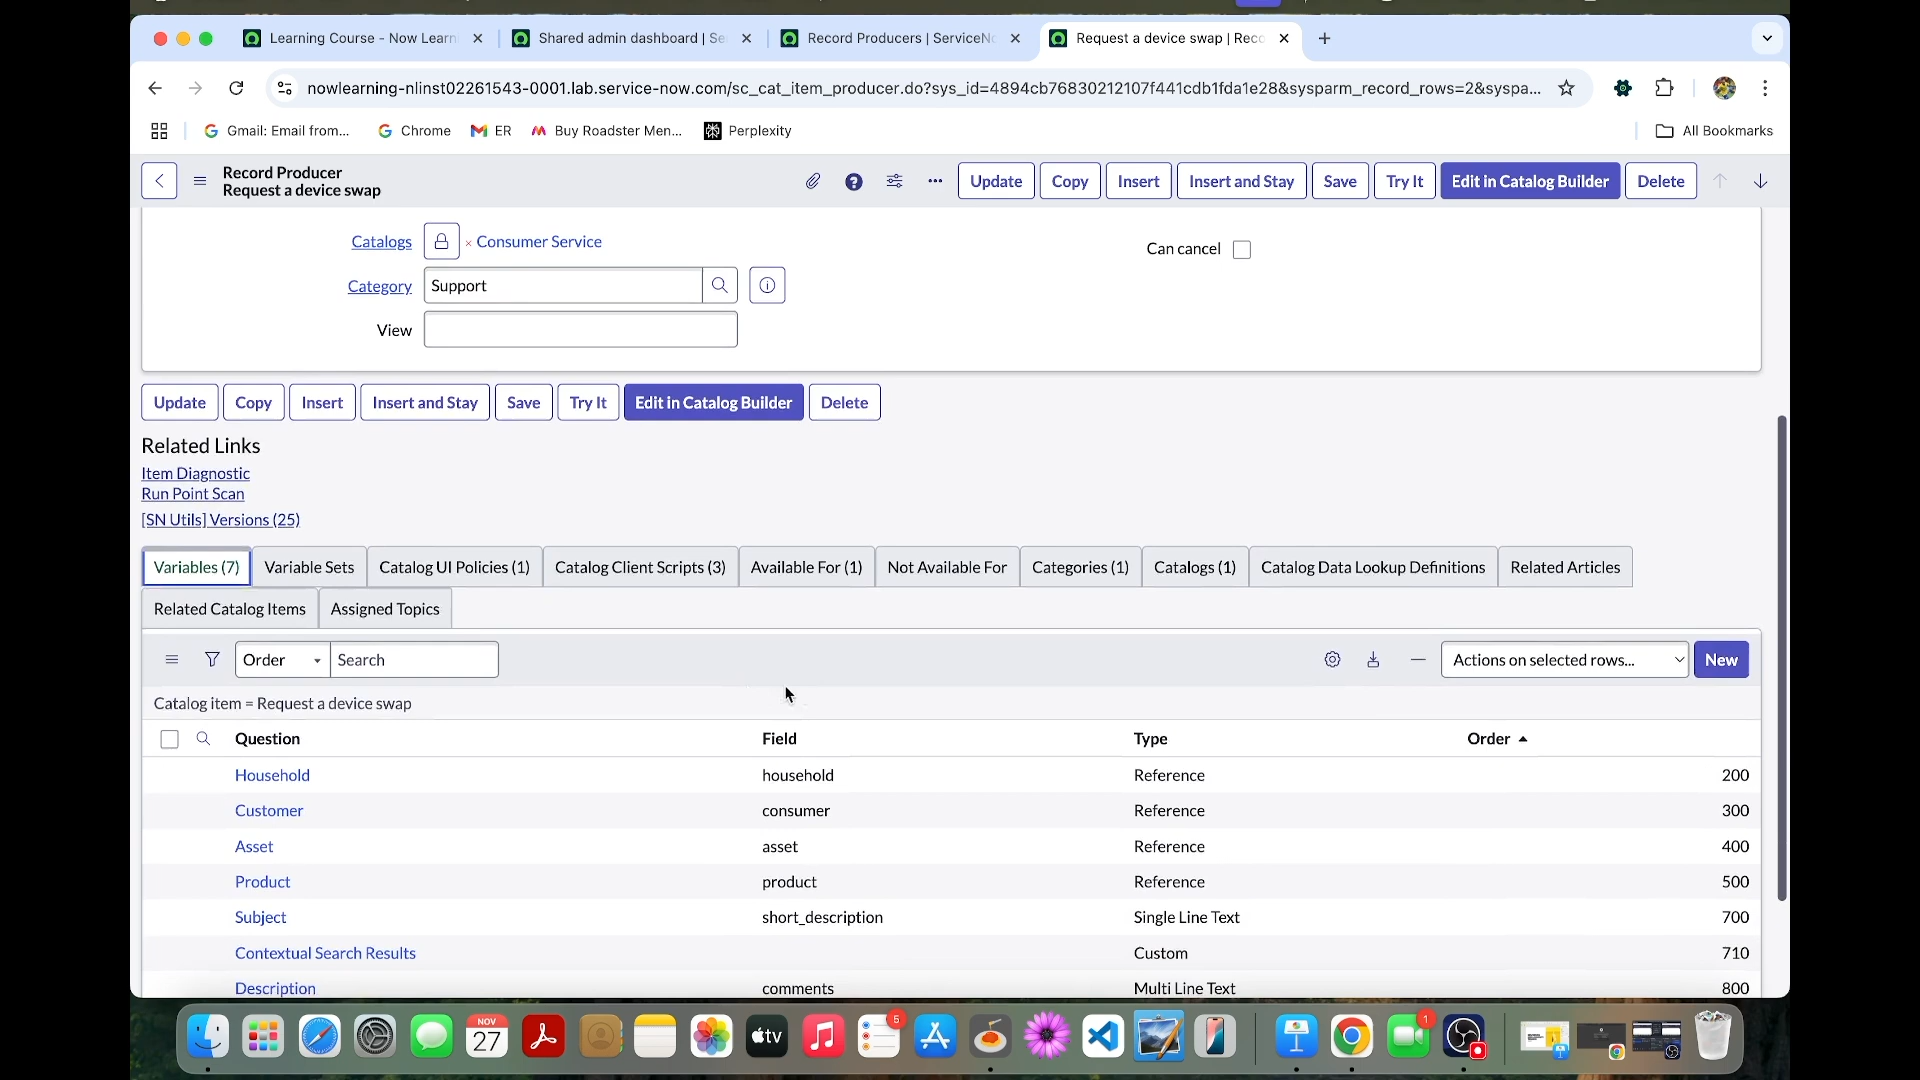 Learning Course - Now Learn
Shared admin dashboard | Se
Record Producers | ServiceNo
Request a device swap | Reco
nowlearning-nlinst02261543-0001.lab.service-now.com/sc_cat_item_producer.do?sys_id=4894cb76830212107f441cdb1fda1e28&sysparm_record_rows=2&syspa...
Gmail: Email from...
Chrome
ER
Buy Roadster Men...
Perplexity
All Bookmarks
Record Producer
Request a device swap
Update
Copy
Insert
Insert and Stay
Save
Try It
Edit in Catalog Builder
Delete
Catalogs
× Consumer Service
Can cancel
Category
Support
View
Update
Copy
Insert
Insert and Stay
Save
Try It
Edit in Catalog Builder
Delete
Related Links
Item Diagnostic
Run Point Scan
[SN Utils] Versions (25)
Variables (7)
Variable Sets
Catalog UI Policies (1)
Catalog Client Scripts (3)
Available For (1)
Not Available For
Categories (1)
Catalogs (1)
Catalog Data Lookup Definitions
Related Articles
Related Catalog Items
Assigned Topics
Order
Search
Actions on selected rows...
New
Catalog item = Request a device swap
Question Field Type Order
Household household Reference 200
Customer consumer Reference 300
Asset asset Reference 400
Product product Reference 500
Subject short_description Single Line Text 700
Contextual Search Results Custom 710
Description comments Multi Line Text 800
NOV
27
tv
5
1